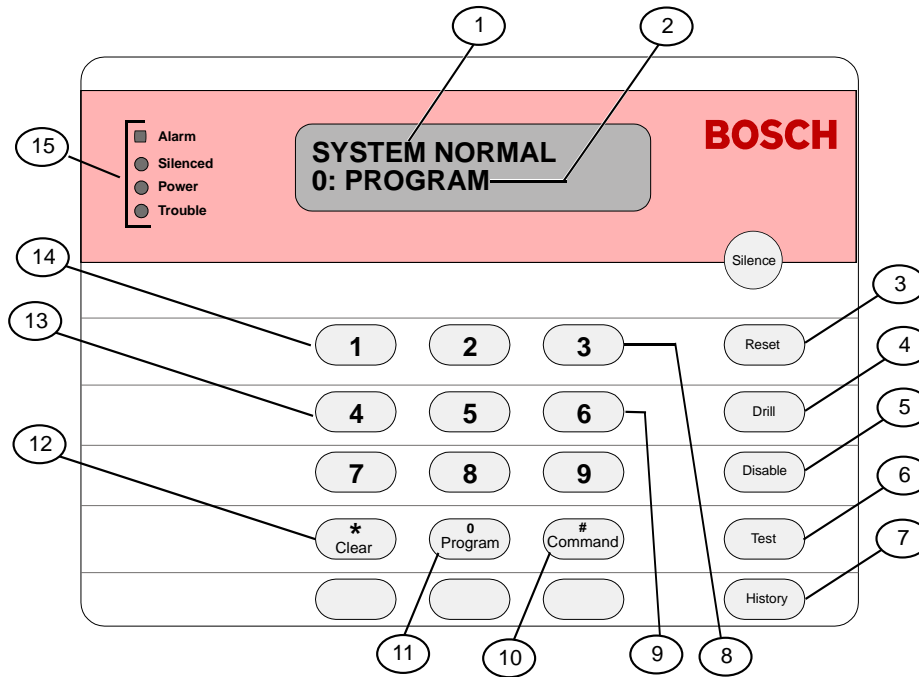 1
2
15
Alarm
Silenced
Power
Trouble
SYSTEM NORMAL
0: PROGRAM
BOSCH
Silence
14
3
13
1
2
3
Reset
4
4
5
6
Drill
5
12
7
8
9
Disable
6
*
Clear
0
Program
#
Command
Test
7
History
11
10
9
8